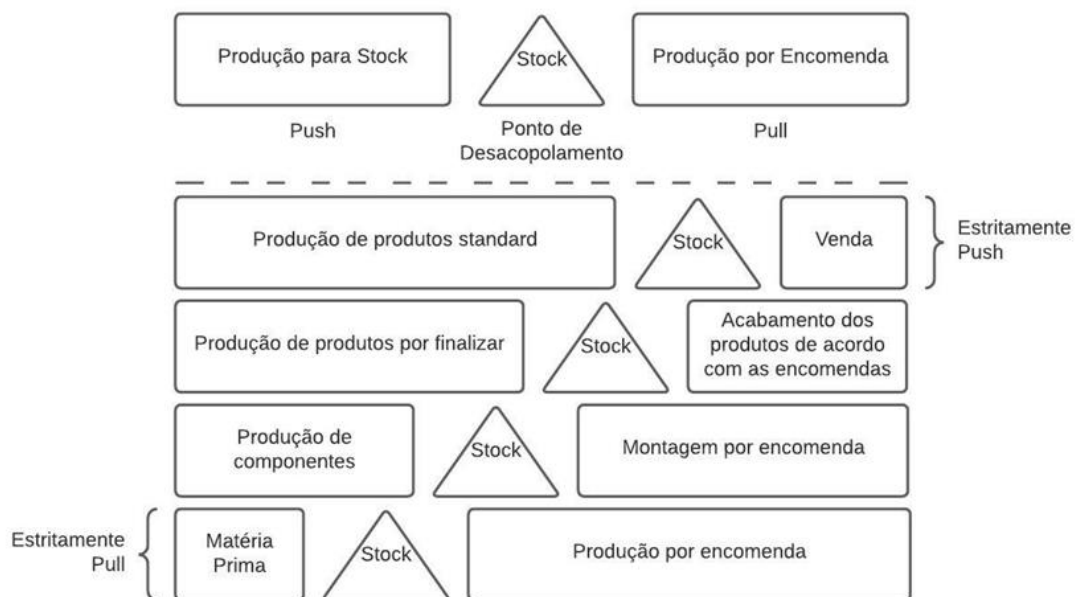 Produção para Stock
Stock
Produção por Encomenda
Push
Ponto de
Desacopolamento
Pull
Produção de produtos standard
Stock
Venda
Estritamente
Push
Produção de produtos por finalizar
Stock
Acabamento dos
produtos de acordo
com as encomendas
Produção de
componentes
Stock
Montagem por encomenda
Estritamente
Pull
Matéria
Prima
Stock
Produção por encomenda